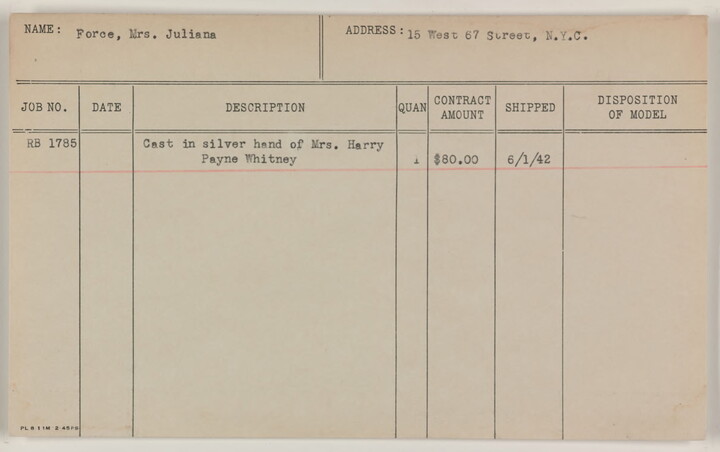 NAME: Force, Mrs. Juliana
ADDRESS: 15 West 67 Street, N.Y.C.
JOB NO. DATE DESCRIPTION QUAN CONTRACT AMOUNT SHIPPED DISPOSITION OF MODEL
RB 1785 Cast in silver hand of Mrs. Harry
Payne Whitney 1 $80.00 6/1/42